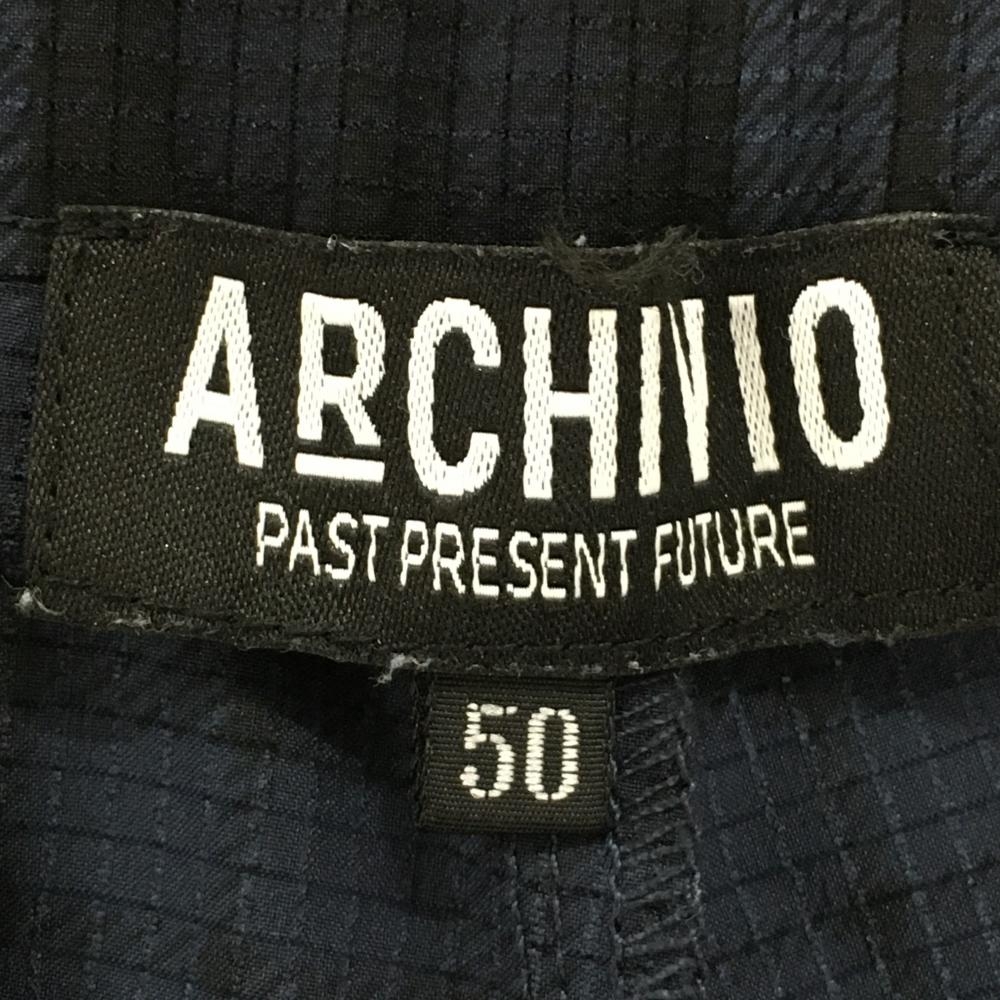 ARCHIVIO
PAST PRESENT FUTURE
50